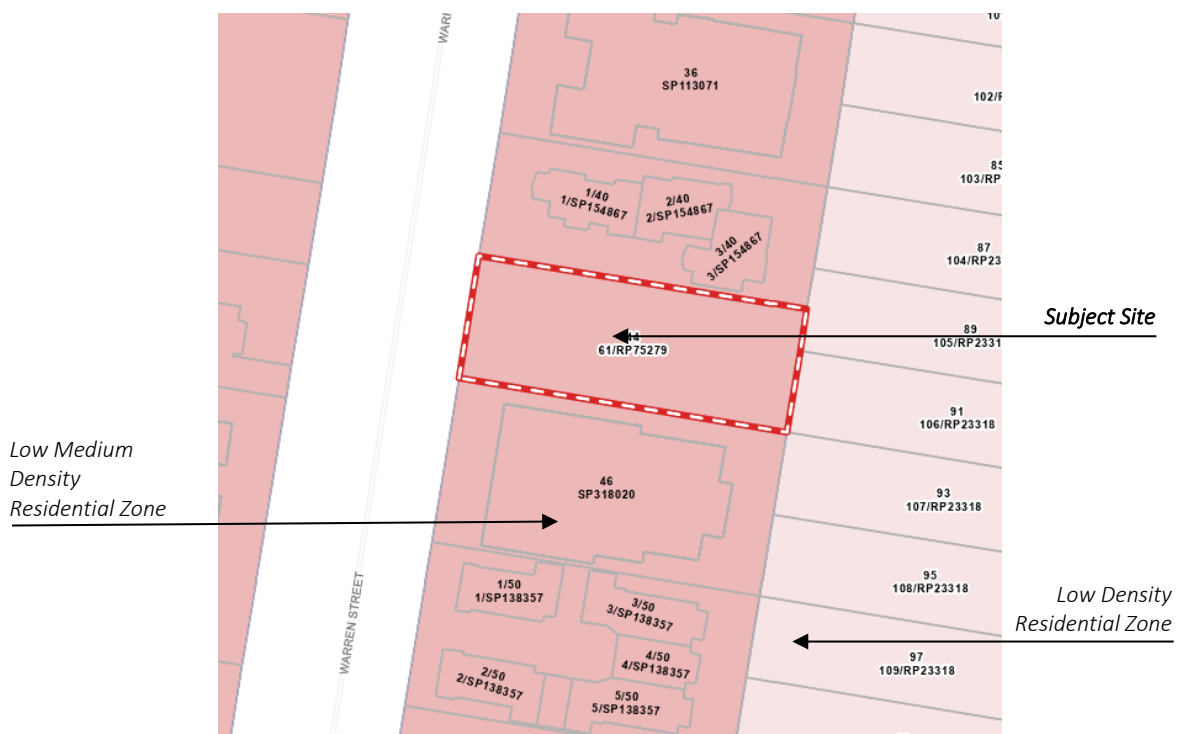 WARR
36
SP113071
102/R
85
103/RP
1/40
1/SP154867
2/40
2/SP154867
3/40
3/SP154867
87
104/RP23
Subject Site
89
105/RP2331
61/RP75279
91
106/RP23318
Low Medium
Density
Residential Zone
46
SP318020
93
107/RP23318
95
108/RP23318
1/50
1/SP138357
3/50
3/SP138357
Low Density
Residential Zone
WARREN STREET
4/50
4/SP138357
97
109/RP23318
2/50
2/SP138357
5/50
5/SP138357